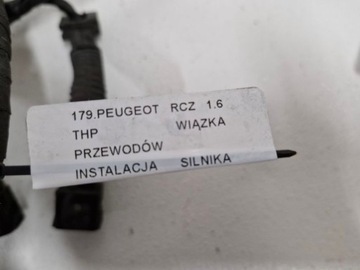 179.PEUGEOT RCZ 1.6
THP WIĄZKA
PRZEWODÓW
INSTALACJA SILNIKA